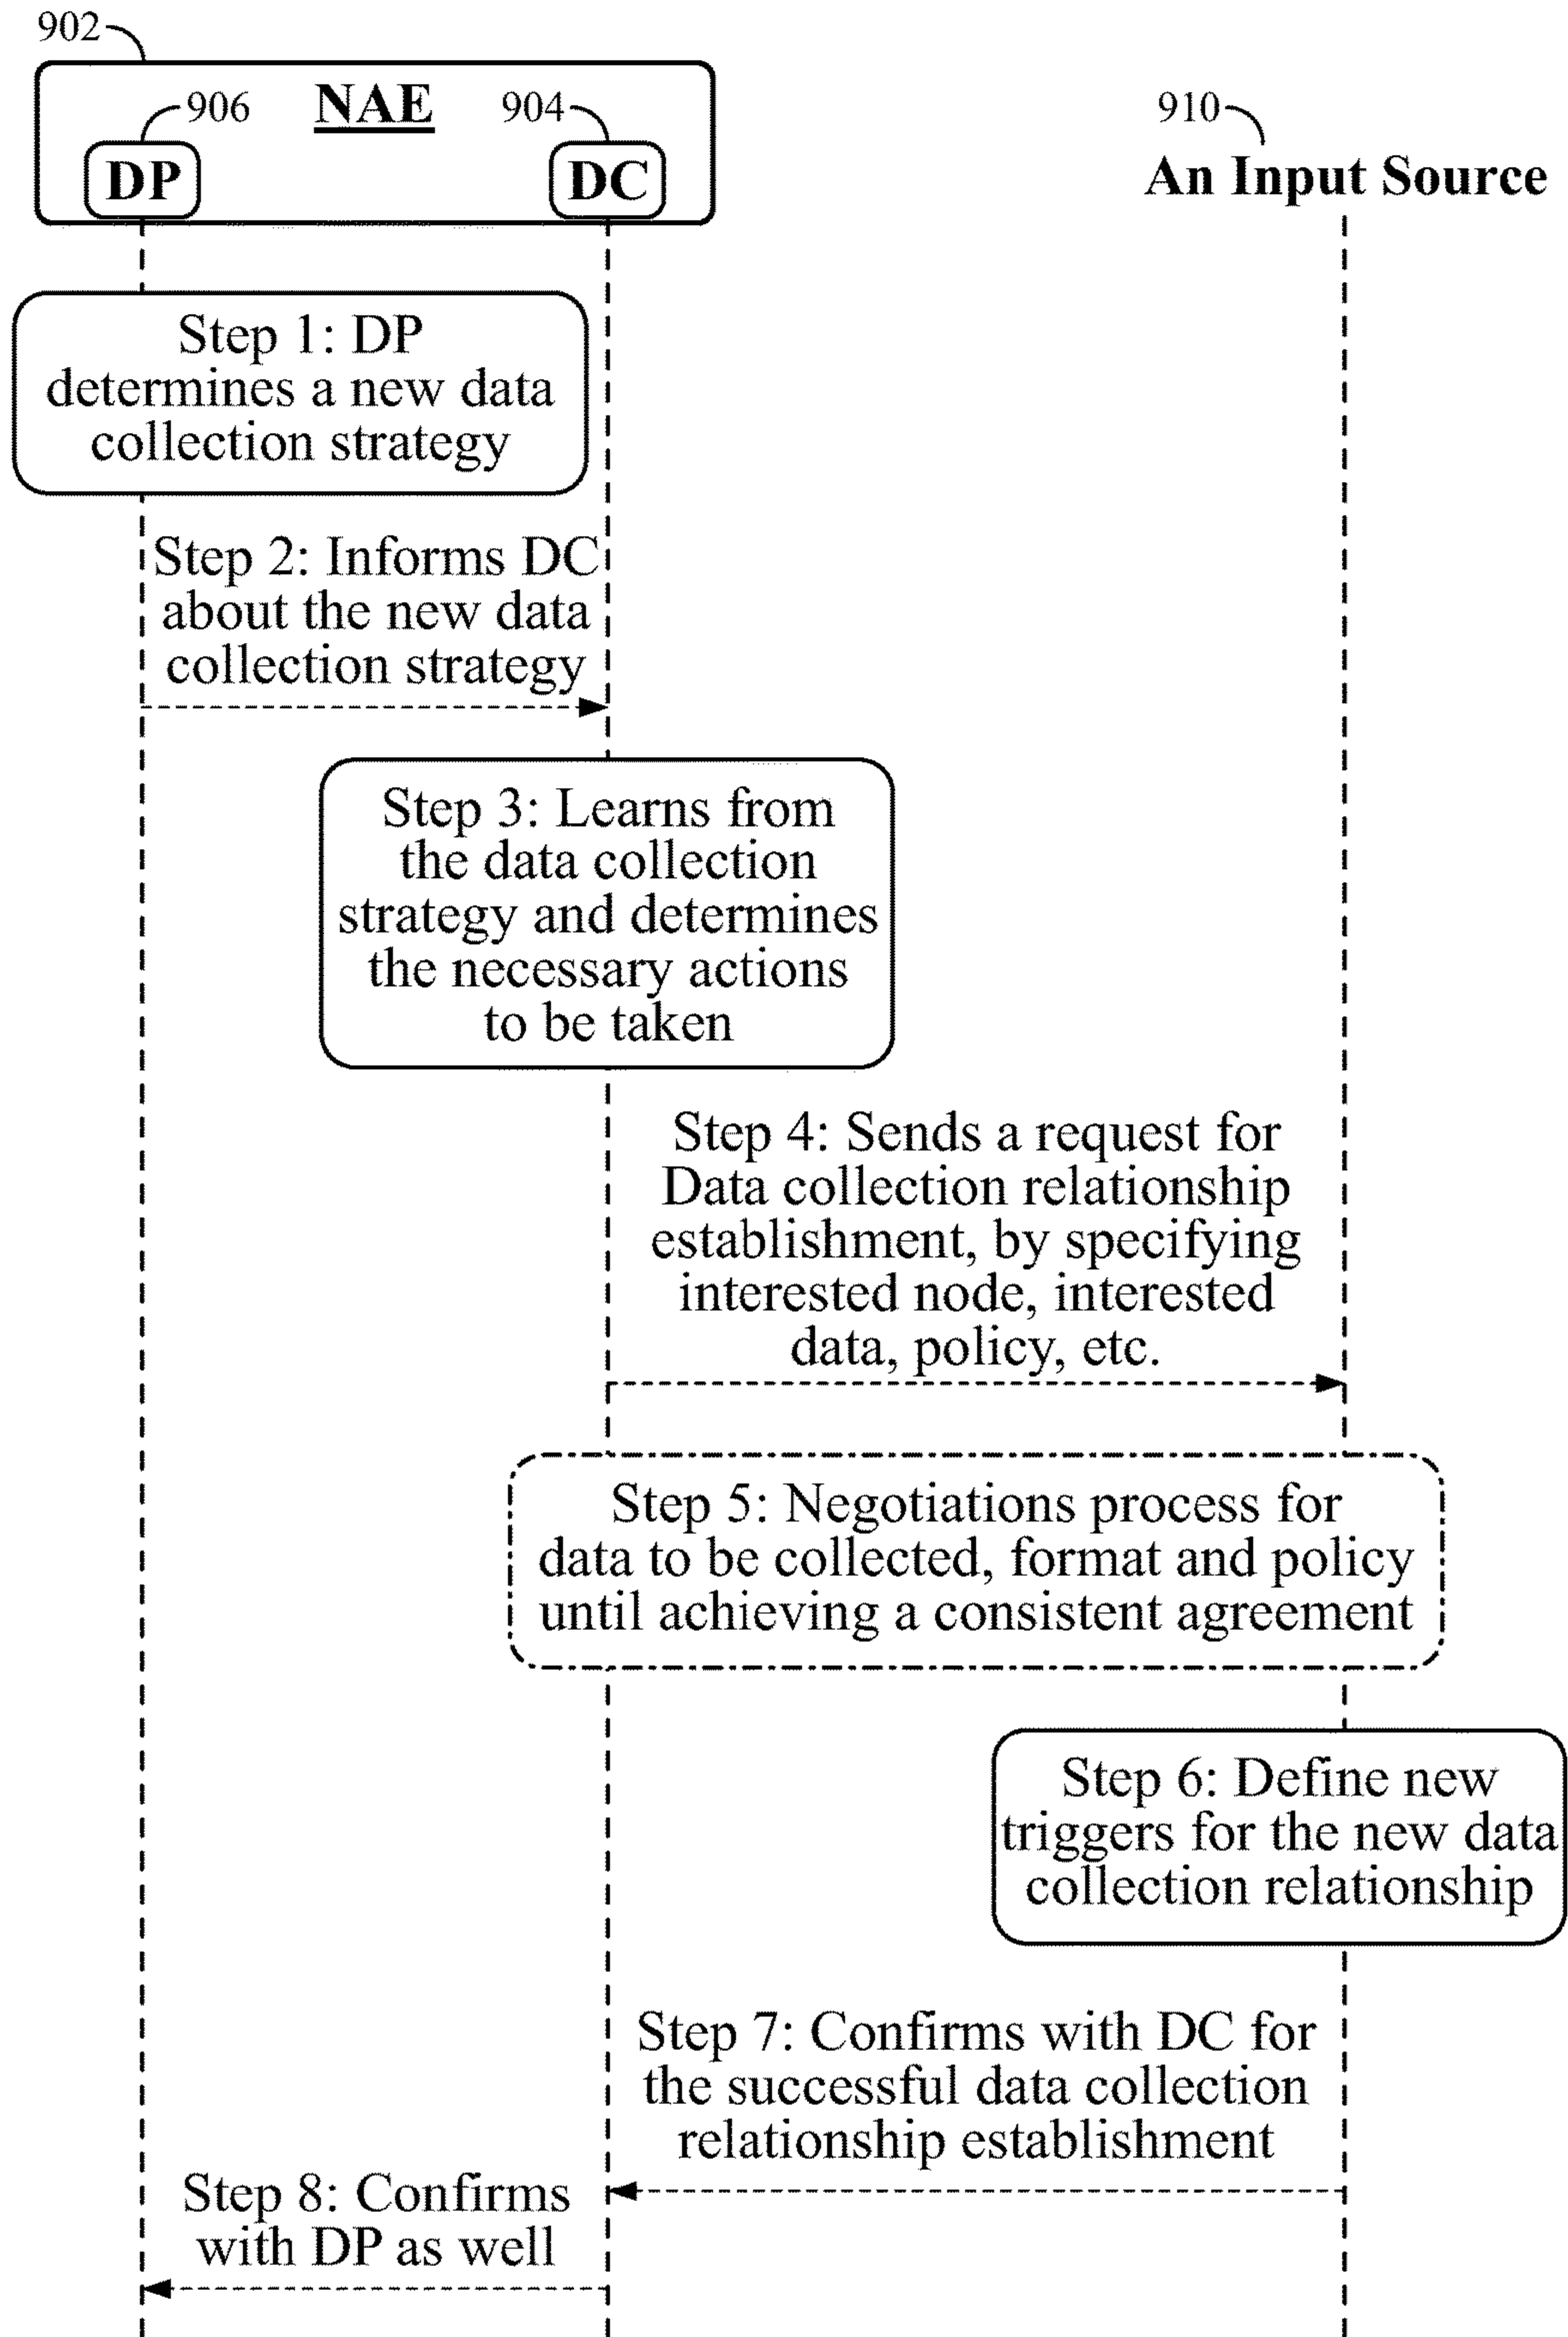 902
906
NAE
904
910
DP
DC
An Input Source
Step 1: DP
determines a new data
collection strategy
Step 2: Informs DC
about the new data
collection strategy
Step 3: Learns from
the data collection
strategy and determines
the necessary actions
to be taken
Step 4: Sends a request for
Data collection relationship
establishment, by specifying
interested node, interested
data, policy, etc.
Step 5: Negotiations process for
data to be collected, format and policy
until achieving a consistent agreement
Step 6: Define new
triggers for the new data
collection relationship
Step 7: Confirms with DC for
the successful data collection
relationship establishment
Step 8: Confirms
with DP as well